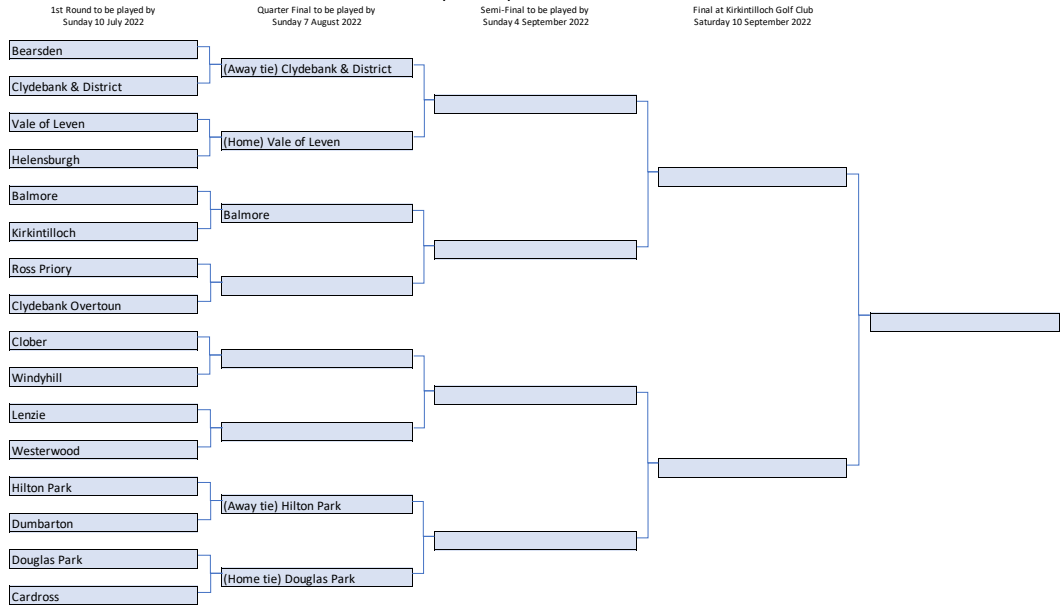 1st Round to be played by
Sunday 10 July 2022
Quarter Final to be played by
Sunday 7 August 2022
Semi-Final to be played by
Sunday 4 September 2022
Final at Kirkintilloch Golf Club
Saturday 10 September 2022
Bearsden
(Away tie) Clydebank & District
Clydebank & District
Vale of Leven
(Home) Vale of Leven
Helensburgh
Balmore
Balmore
Kirkintilloch
Ross Priory
Clydebank Overtoun
Clober
Windyhill
Lenzie
Westerwood
Hilton Park
(Away tie) Hilton Park
Dumbarton
Douglas Park
(Home tie) Douglas Park
Cardross